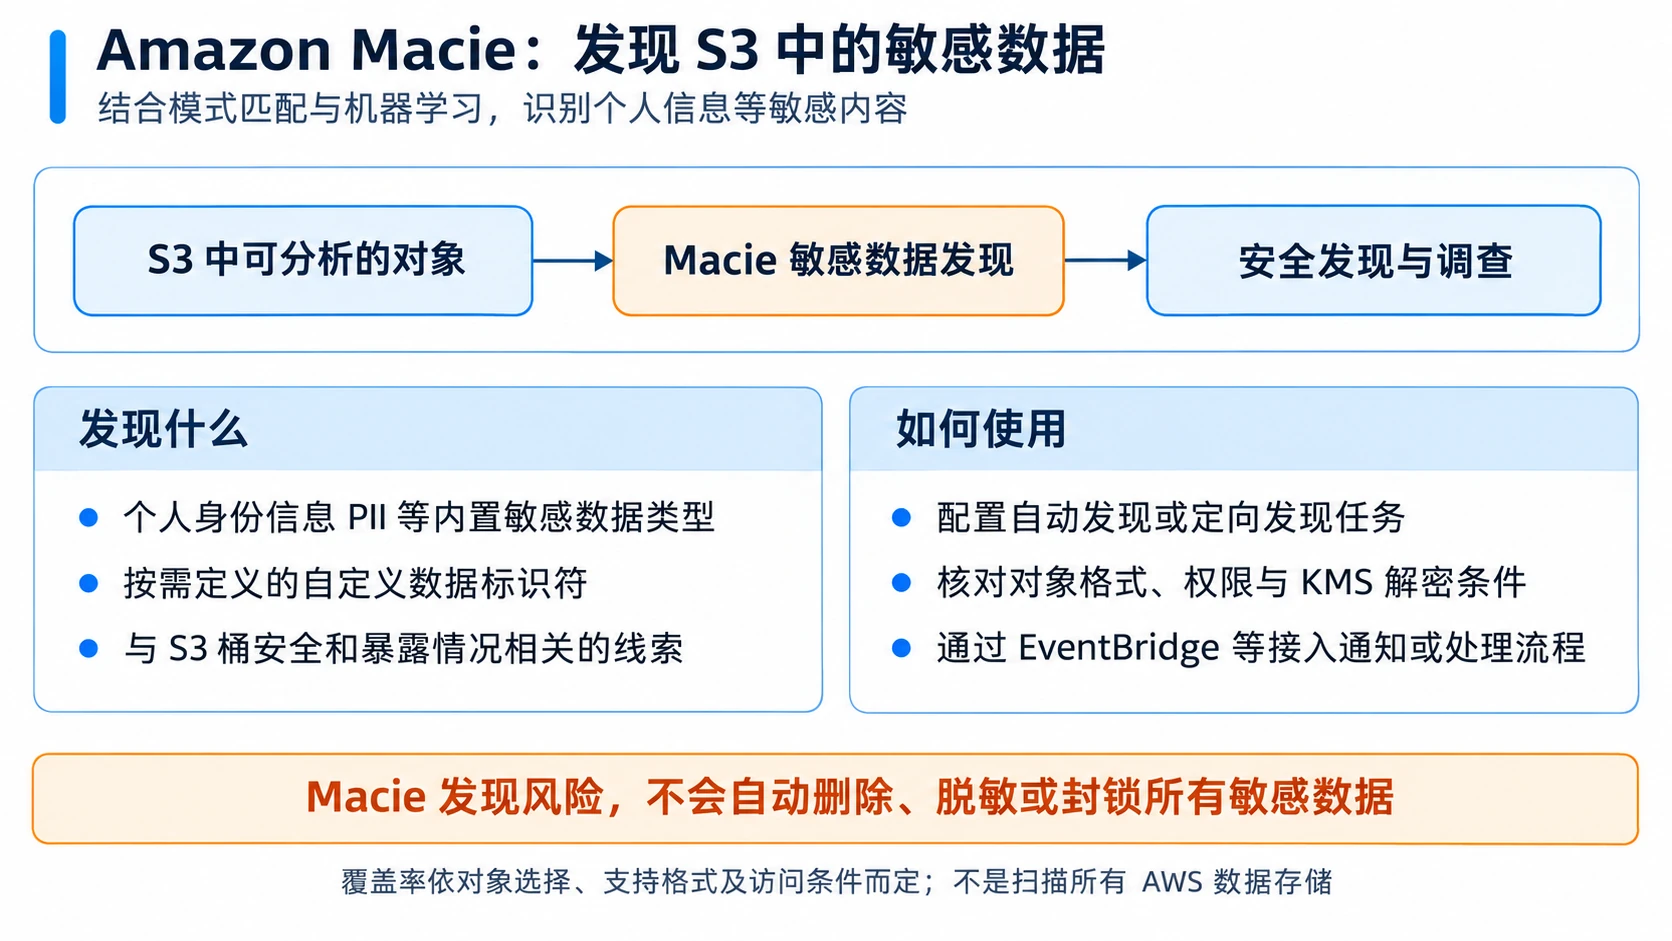 Amazon Macie：发现 S3 中的敏感数据
结合模式匹配与机器学习，识别个人信息等敏感内容
S3 中可分析的对象
Macie 敏感数据发现
安全发现与调查
发现什么
个人身份信息 PII 等内置敏感数据类型
按需定义的自定义数据标识符
与 S3 桶安全和暴露情况相关的线索
如何使用
配置自动发现或定向发现任务
核对对象格式、权限与 KMS 解密条件
通过 EventBridge 等接入通知或处理流程
Macie 发现风险，不会自动删除、脱敏或封锁所有敏感数据
覆盖率依对象选择、支持格式及访问条件而定；不是扫描所有 AWS 数据存储